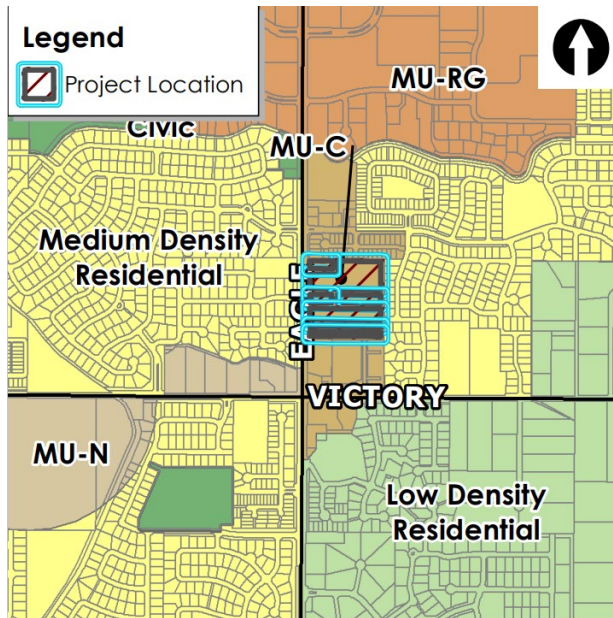 Legend
Project Location
MU-RG
Civic
MU-C
Medium Density
Residential
EAGLE
VICTORY
MU-N
Low Density
Residential